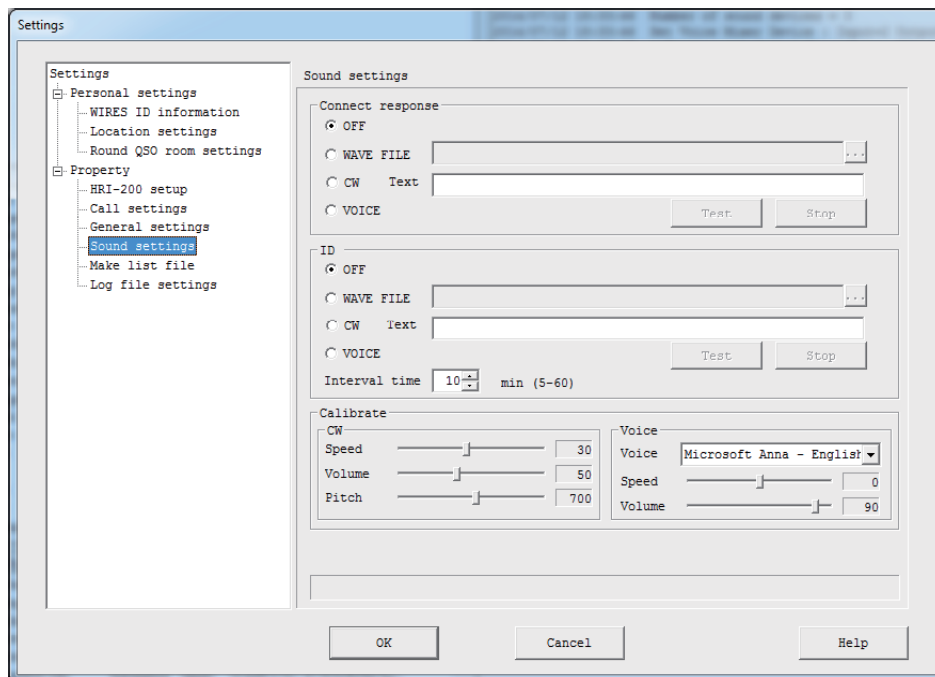 Settings
Settings
Personal settings
WIRES ID information
Location settings
Round QSO room settings
Property
HRI-200 setup
Call settings
General settings
Sound settings
Make list file
Log file settings
Sound settings
Connect response
OFF
WAVE FILE ...
CW Text
VOICE Test Stop
ID
OFF
WAVE FILE ...
CW Text
VOICE Test Stop
Interval time 10 min (5-60)
Calibrate
CW
Speed 30
Volume 50
Pitch 700
Voice
Voice Microsoft Anna - English
Speed 0
Volume 90
OK Cancel Help